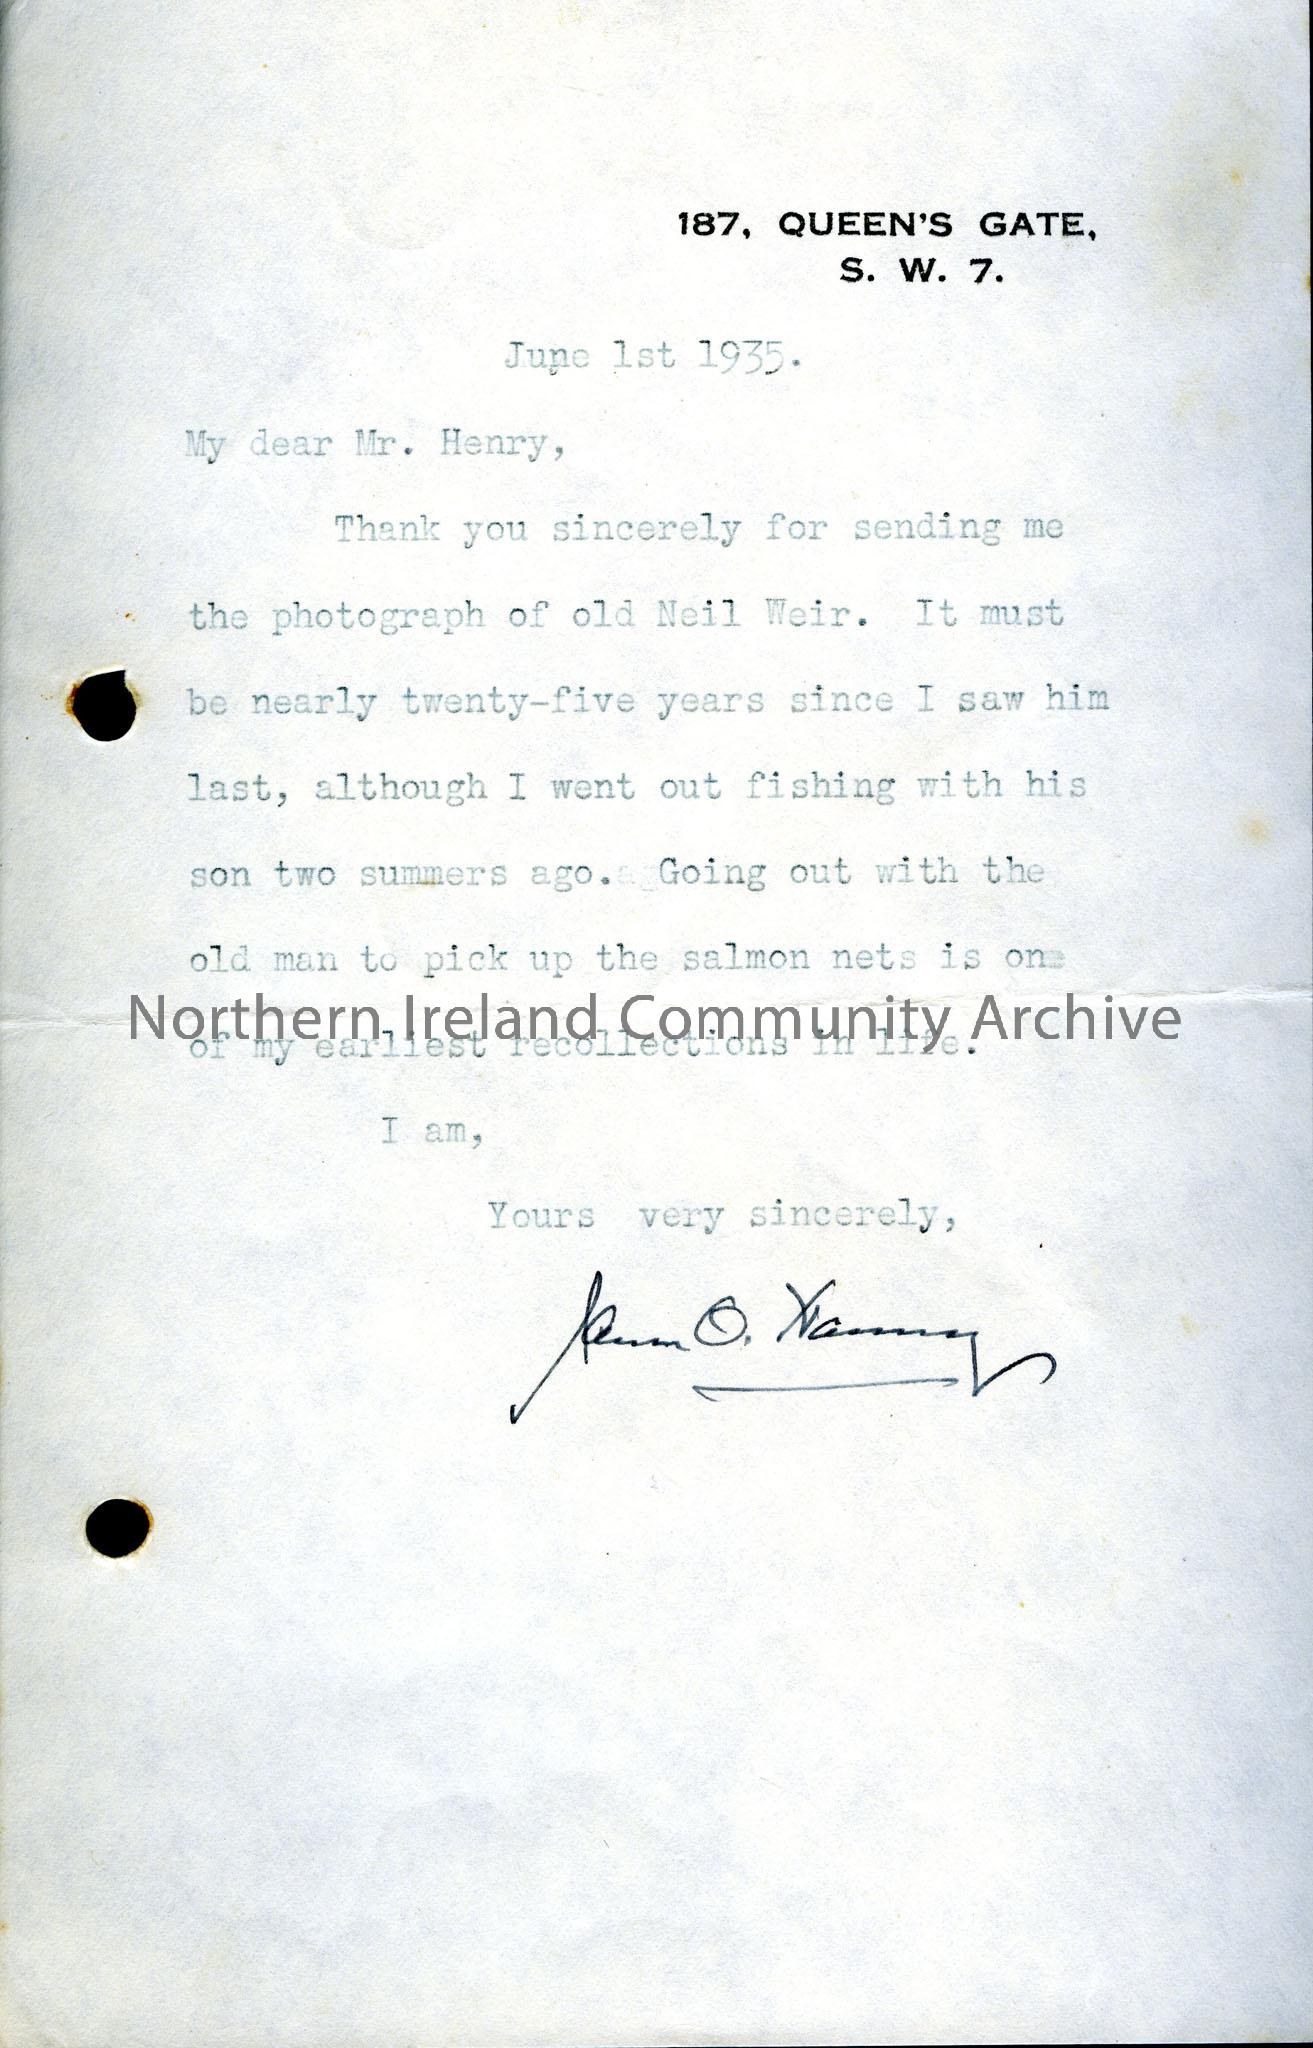 187, QUEEN'S GATE,
S. W. 7.
June 1st 1935.
My dear Mr. Henry,
Thank you sincerely for sending me
the photograph of old Neil Weir. It must
be nearly twenty-five years since I saw him
last, although I went out fishing with his
son two summers ago. Going out with the
old man to pick up the salmon nets is one
Northern Ireland Community Archive
of my earliest recollections in life.
I am,
Yours very sincerely,
James O. Hannay